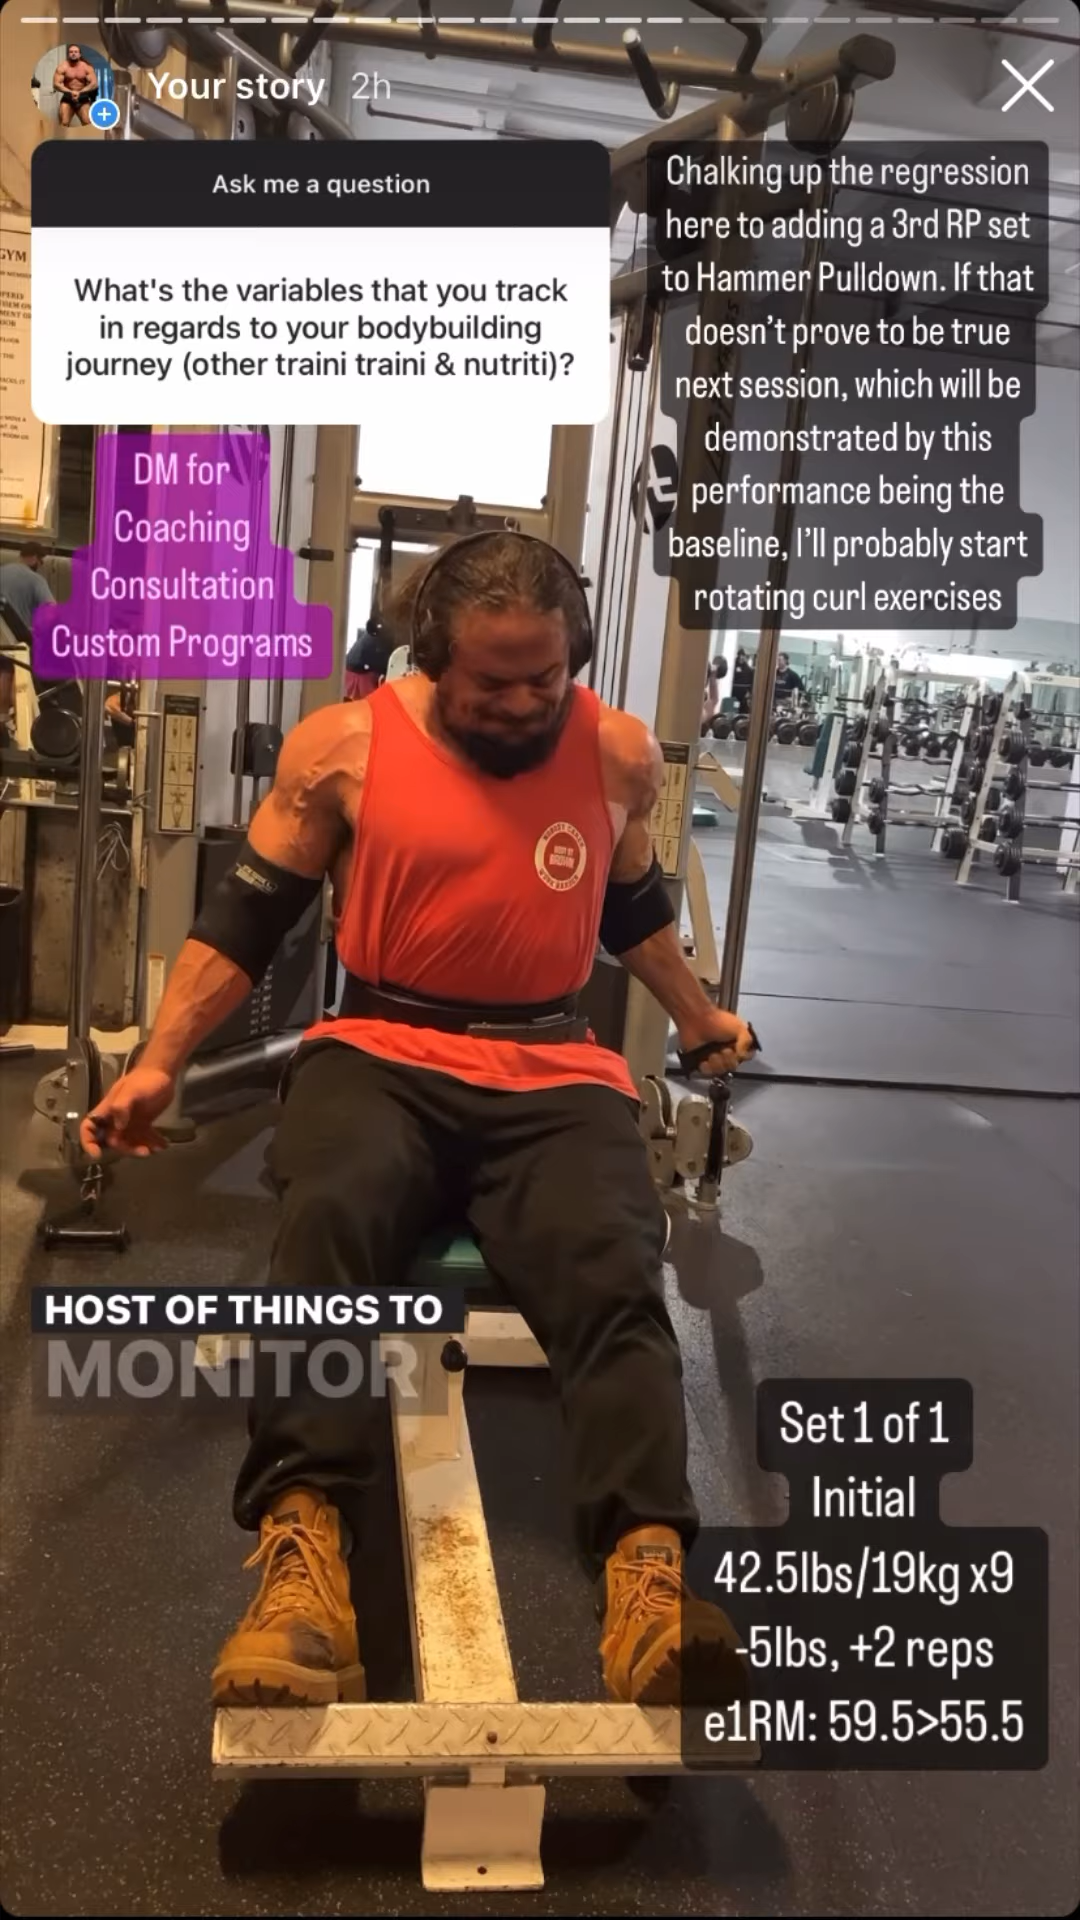 Your story 2h
Ask me a question
What's the variables that you track
in regards to your bodybuilding
journey (other traini traini & nutriti)?
DM for
Coaching
Consultation
Custom Programs
Chalking up the regression
here to adding a 3rd RP set
to Hammer Pulldown. If that
doesn't prove to be true
next session, which will be
demonstrated by this
performance being the
baseline, I'll probably start
rotating curl exercises
GYM
BROWN
HOST OF THINGS TO
MONITOR
Set 1 of 1
Initial
42.5lbs/19kg x9
-5lbs, +2 reps
e1RM: 59.5>55.5